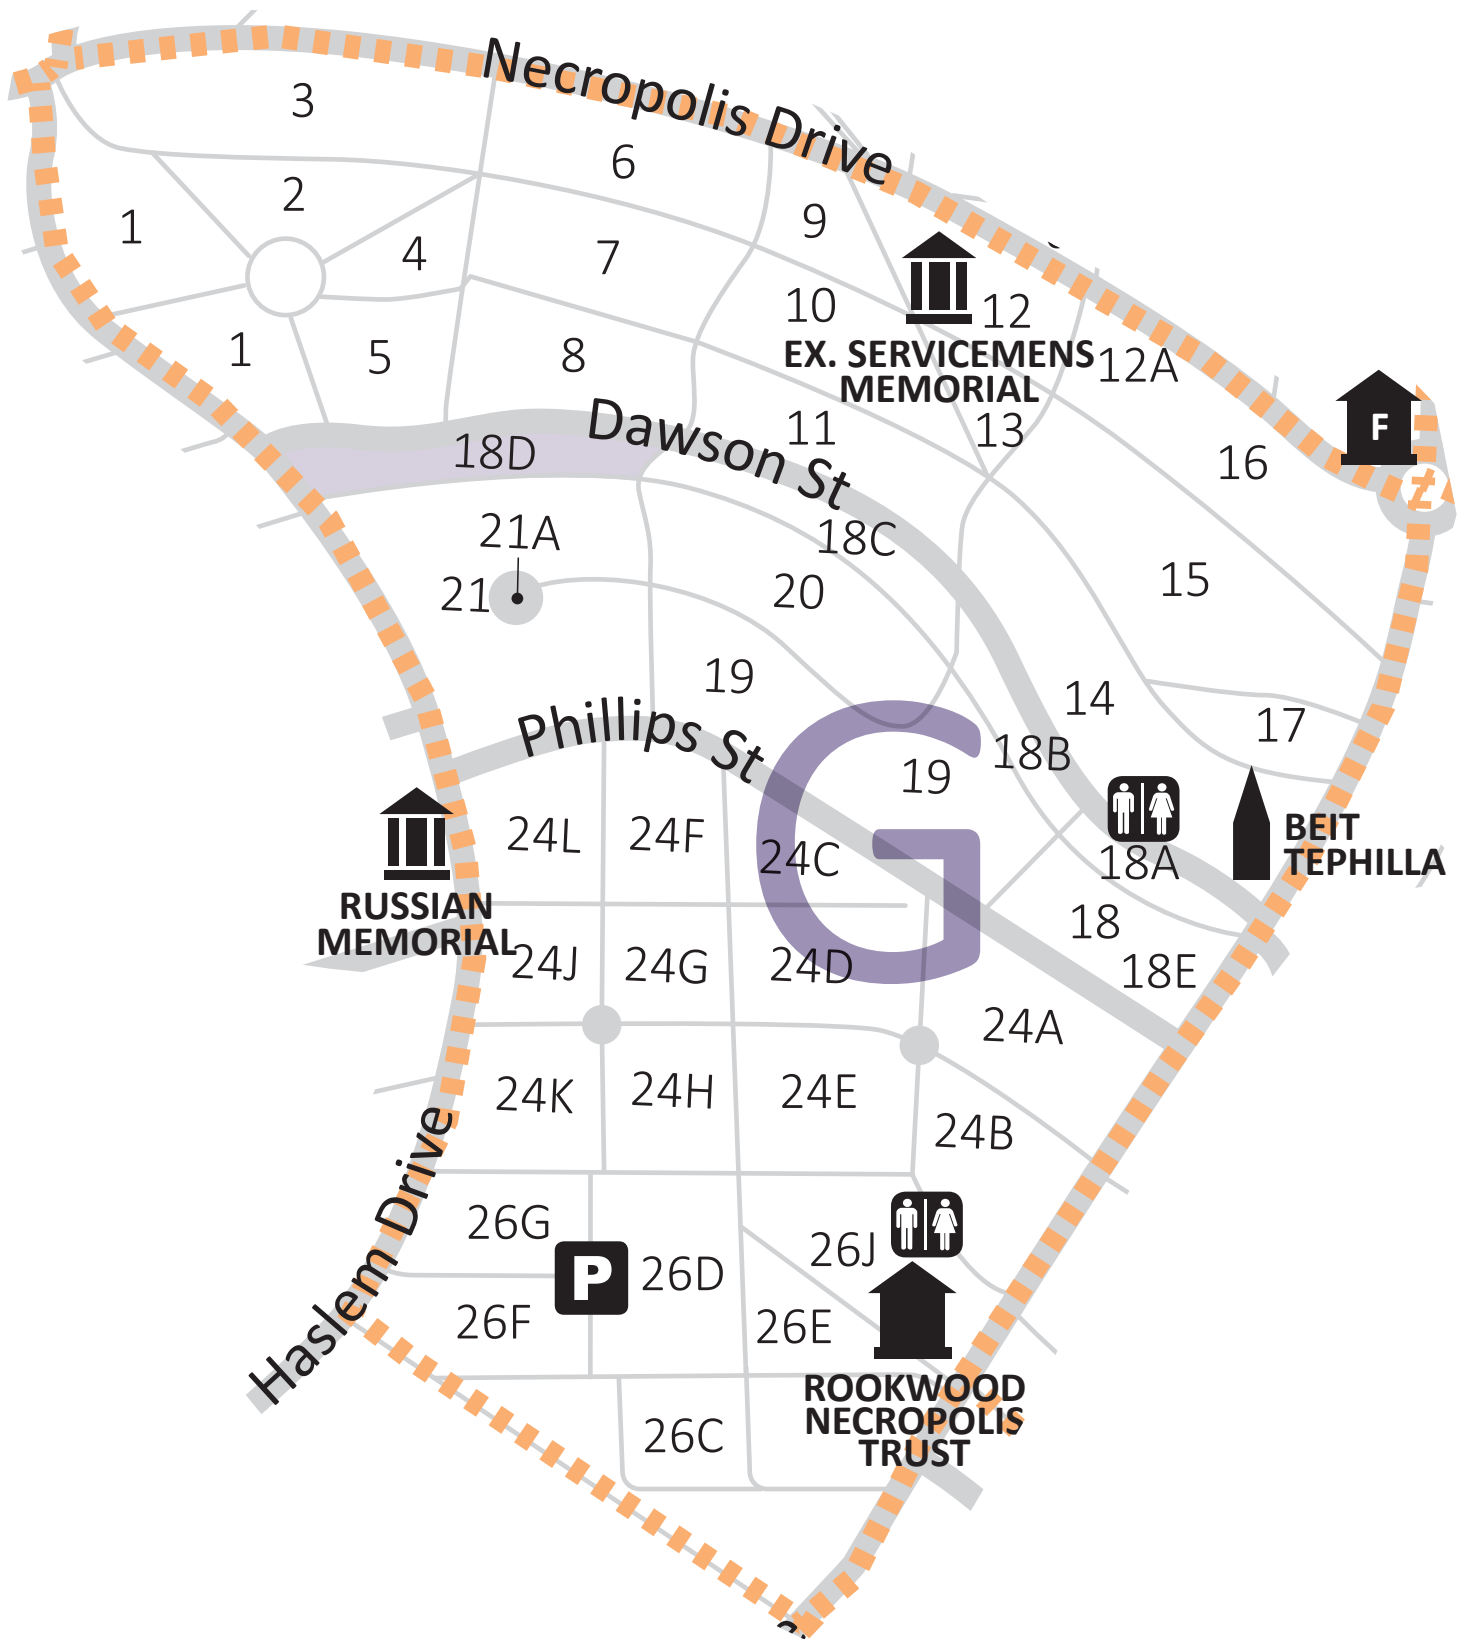 Necropolis Drive
3
6
2
1
9
4
7
10
12
EX. SERVICEMENS
MEMORIAL
1
5
8
12A
F
11
13
Dawson St
18D
16
21A
18C
21
20
15
19
14
17
Phillips St
18B
19
G
24L
24F
24C
18A
BEIT
TEPHILLA
RUSSIAN
MEMORIAL
18
24J
24G
24D
18E
24A
24K
24H
24E
24B
Haslem Drive
26G
26J
P
26D
26F
26E
ROOKWOOD
NECROPOLIS
TRUST
26C